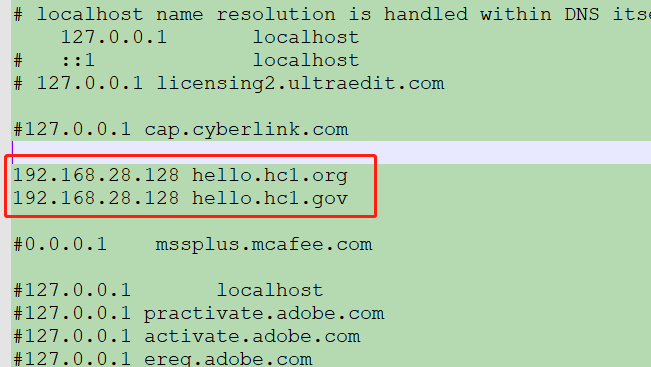 # localhost name resolution is handled within DNS itse
127.0.0.1 localhost
# ::1 localhost
# 127.0.0.1 licensing2.ultraedit.com
#127.0.0.1 cap.cyberlink.com
192.168.28.128 hello.hc1.org
192.168.28.128 hello.hc1.gov
#0.0.0.1 mssplus.mcafee.com
#127.0.0.1 localhost
#127.0.0.1 practivate.adobe.com
#127.0.0.1 activate.adobe.com
#127.0.0.1 ereg.adobe.com